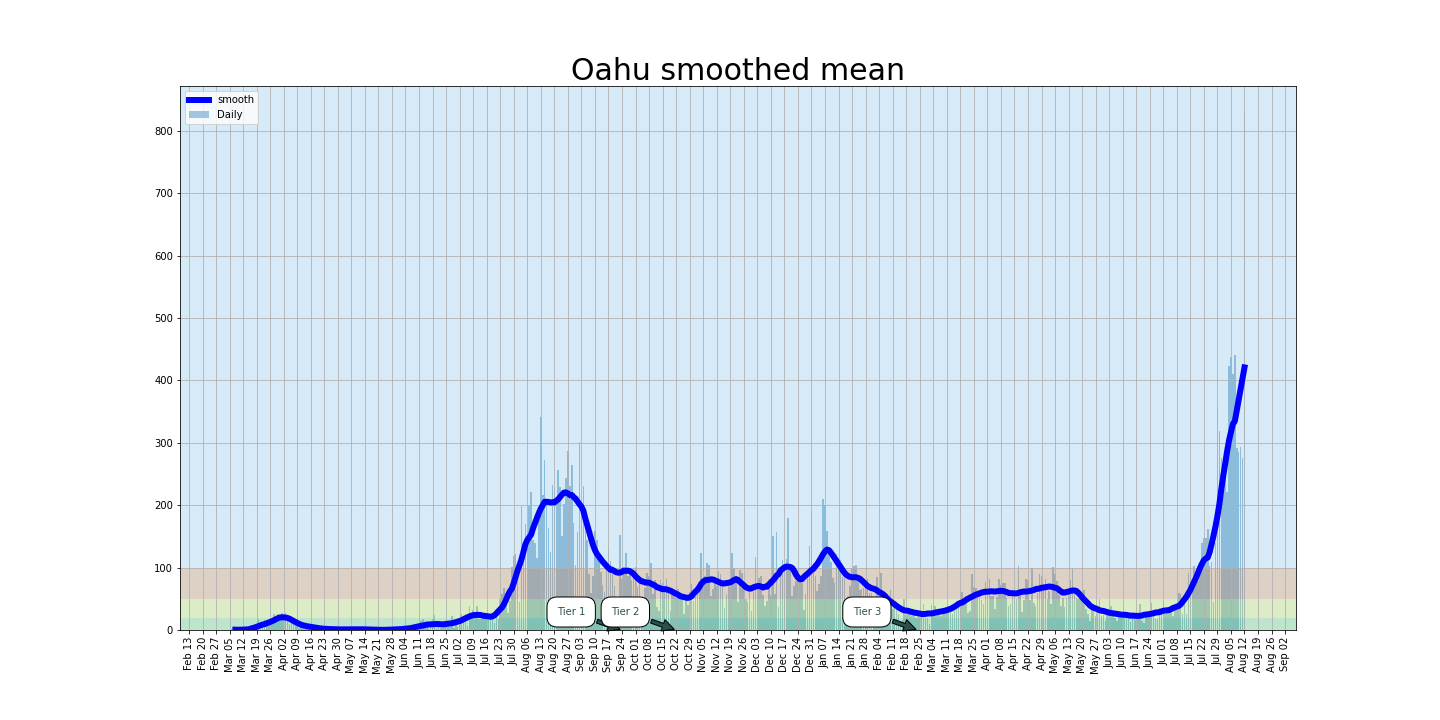 Oahu smoothed mean
smooth
Daily
800
700
600
500
400
300
200
100
0
Tier 1
Tier 2
Tier 3
Feb 13
Feb 20
Feb 27
Mar 05
Mar 12
Mar 19
Mar 26
Apr 02
Apr 09
Apr 16
Apr 23
Apr 30
May 07
May 14
May 21
May 28
Jun 04
Jun 11
Jun 18
Jun 25
Jul 02
Jul 09
Jul 16
Jul 23
Jul 30
Aug 06
Aug 13
Aug 20
Aug 27
Sep 03
Sep 10
Sep 17
Sep 24
Oct 01
Oct 08
Oct 15
Oct 22
Oct 29
Nov 05
Nov 12
Nov 19
Nov 26
Dec 03
Dec 10
Dec 17
Dec 24
Dec 31
Jan 07
Jan 14
Jan 21
Jan 28
Feb 04
Feb 11
Feb 18
Feb 25
Mar 04
Mar 11
Mar 18
Mar 25
Apr 01
Apr 08
Apr 15
Apr 22
Apr 29
May 06
May 13
May 20
May 27
Jun 03
Jun 10
Jun 17
Jun 24
Jul 01
Jul 08
Jul 15
Jul 22
Jul 29
Aug 05
Aug 12
Aug 19
Aug 26
Sep 02